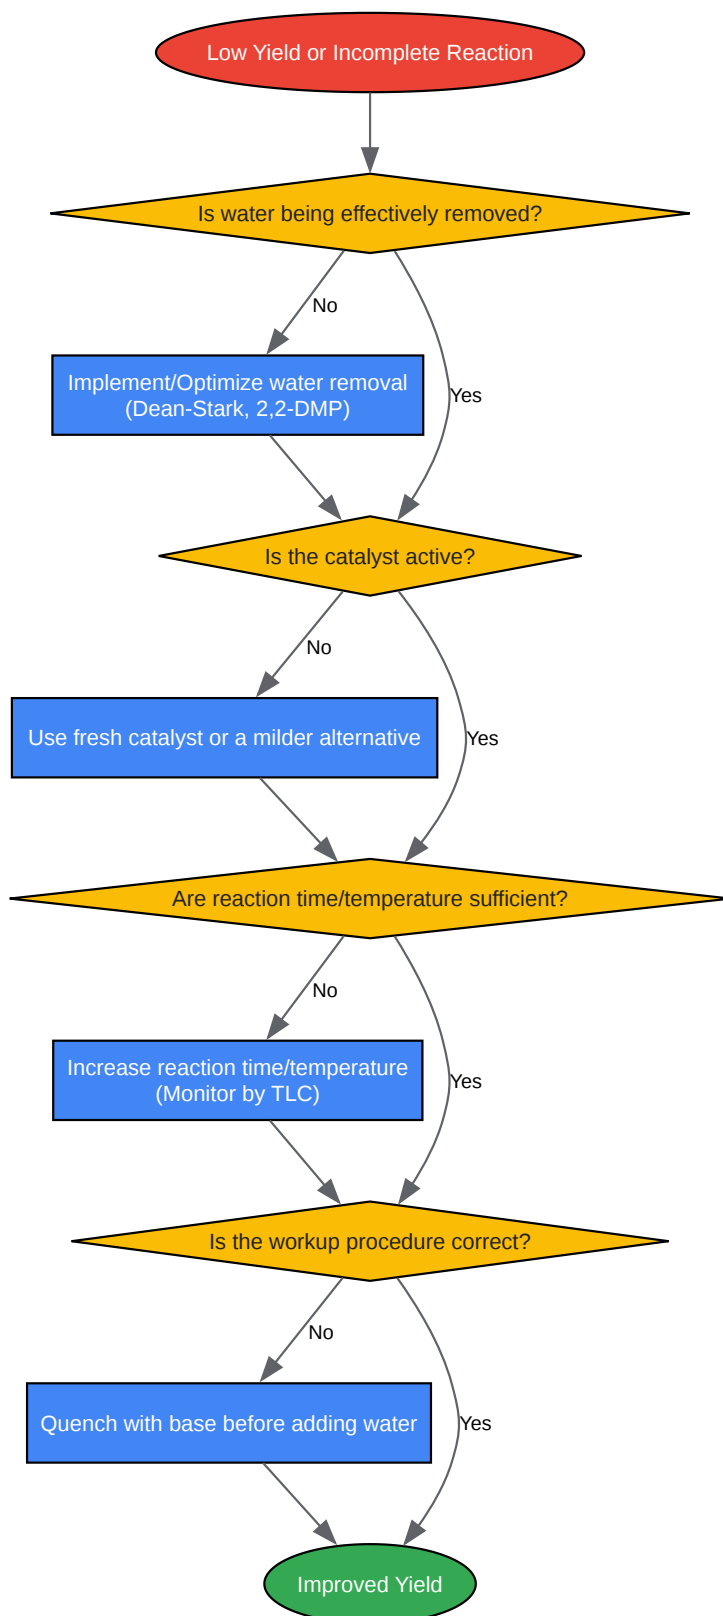 Low Yield or Incomplete Reaction
Is water being effectively removed?
No
Implement/Optimize water removal
(Dean-Stark, 2,2-DMP)
Yes
Is the catalyst active?
No
Use fresh catalyst or a milder alternative
Yes
Are reaction time/temperature sufficient?
No
Increase reaction time/temperature
(Monitor by TLC)
Yes
Is the workup procedure correct?
No
Quench with base before adding water
Yes
Improved Yield